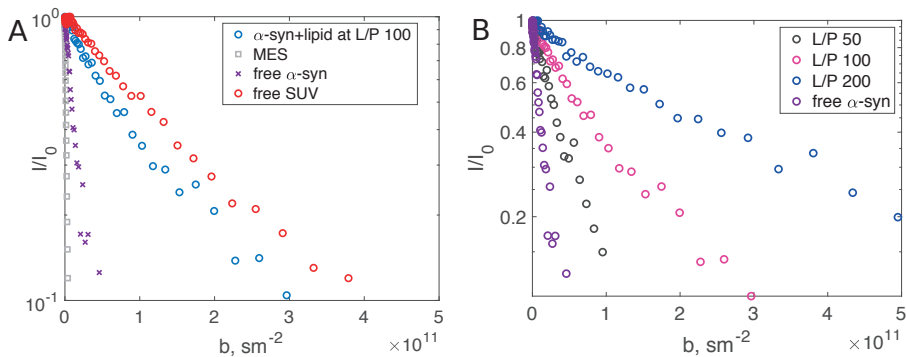 A
α-syn+lipid at L/P 100
MES
free α-syn
free SUV
10^0
10^-1
I/I_0
0
1
2
3
4
5
b, sm^-2
× 10^11
B
L/P 50
L/P 100
L/P 200
free α-syn
1
0.8
0.6
0.4
0.2
I/I_0
0
1
2
3
4
5
b, sm^-2
× 10^11